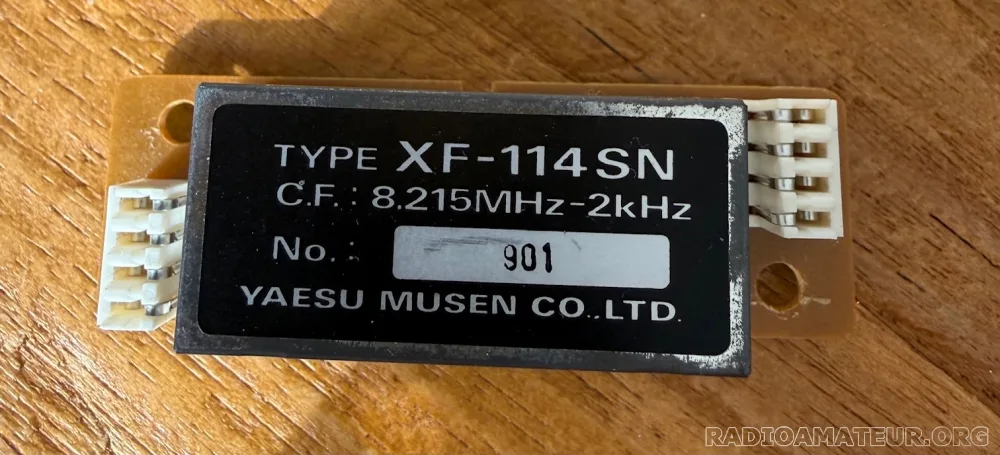 TYPE XF-114SN
C.F. : 8.215MHz-2kHz
No. : 901
YAESU MUSEN CO.,LTD.
RADIOAMATEUR.ORG